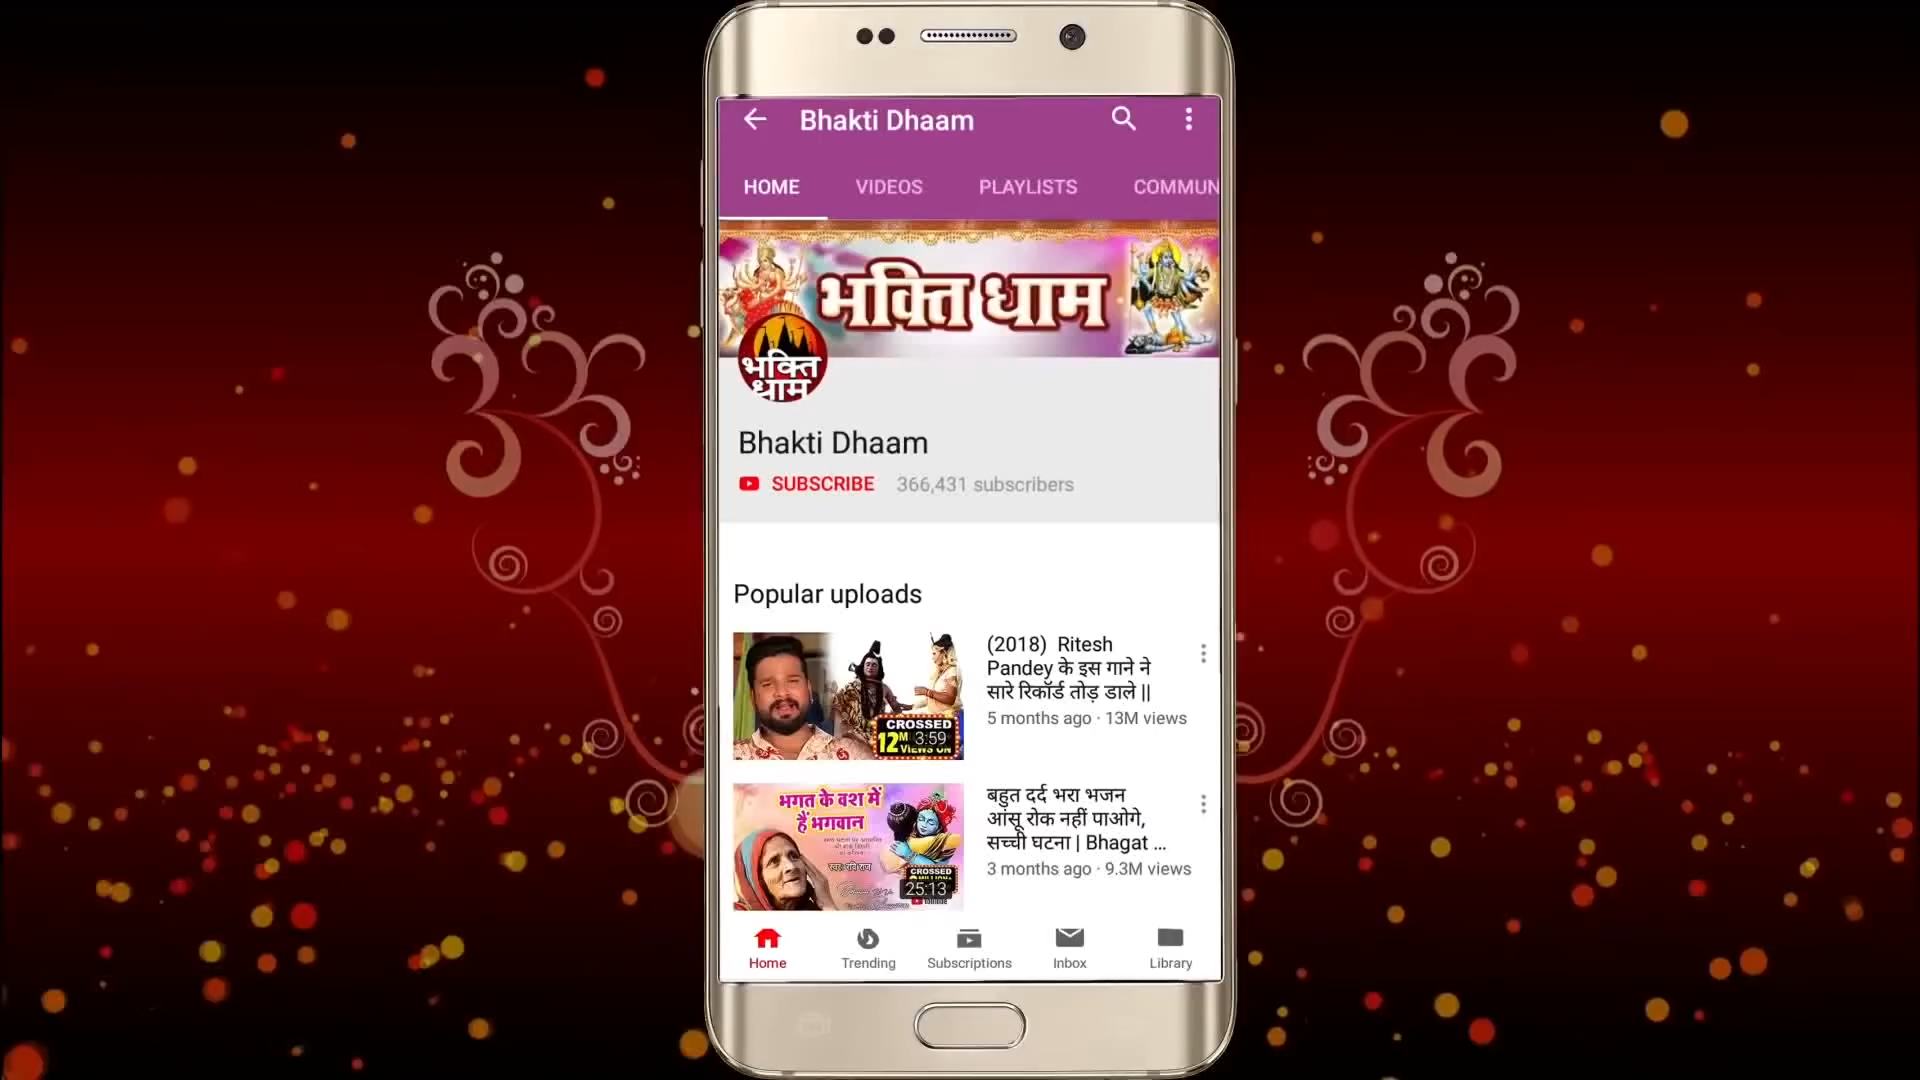 Bhakti Dhaam
HOME VIDEOS PLAYLISTS COMMUN
भक्ति धाम
भक्ति
धाम
Bhakti Dhaam
SUBSCRIBE 366,431 subscribers
Popular uploads
(2018) Ritesh
Pandey के इस गाने ने
सारे रिकॉर्ड तोड़ डाले ||
5 months ago · 13M views
CROSSED
12M 3:59
VIEWS ON
बहुत दर्द भरा भजन
आंसू रोक नहीं पाओगे,
सच्ची घटना | Bhagat ...
3 months ago · 9.3M views
भगत के वश में
हैं भगवान
CROSSED
25:13
Home Trending Subscriptions Inbox Library